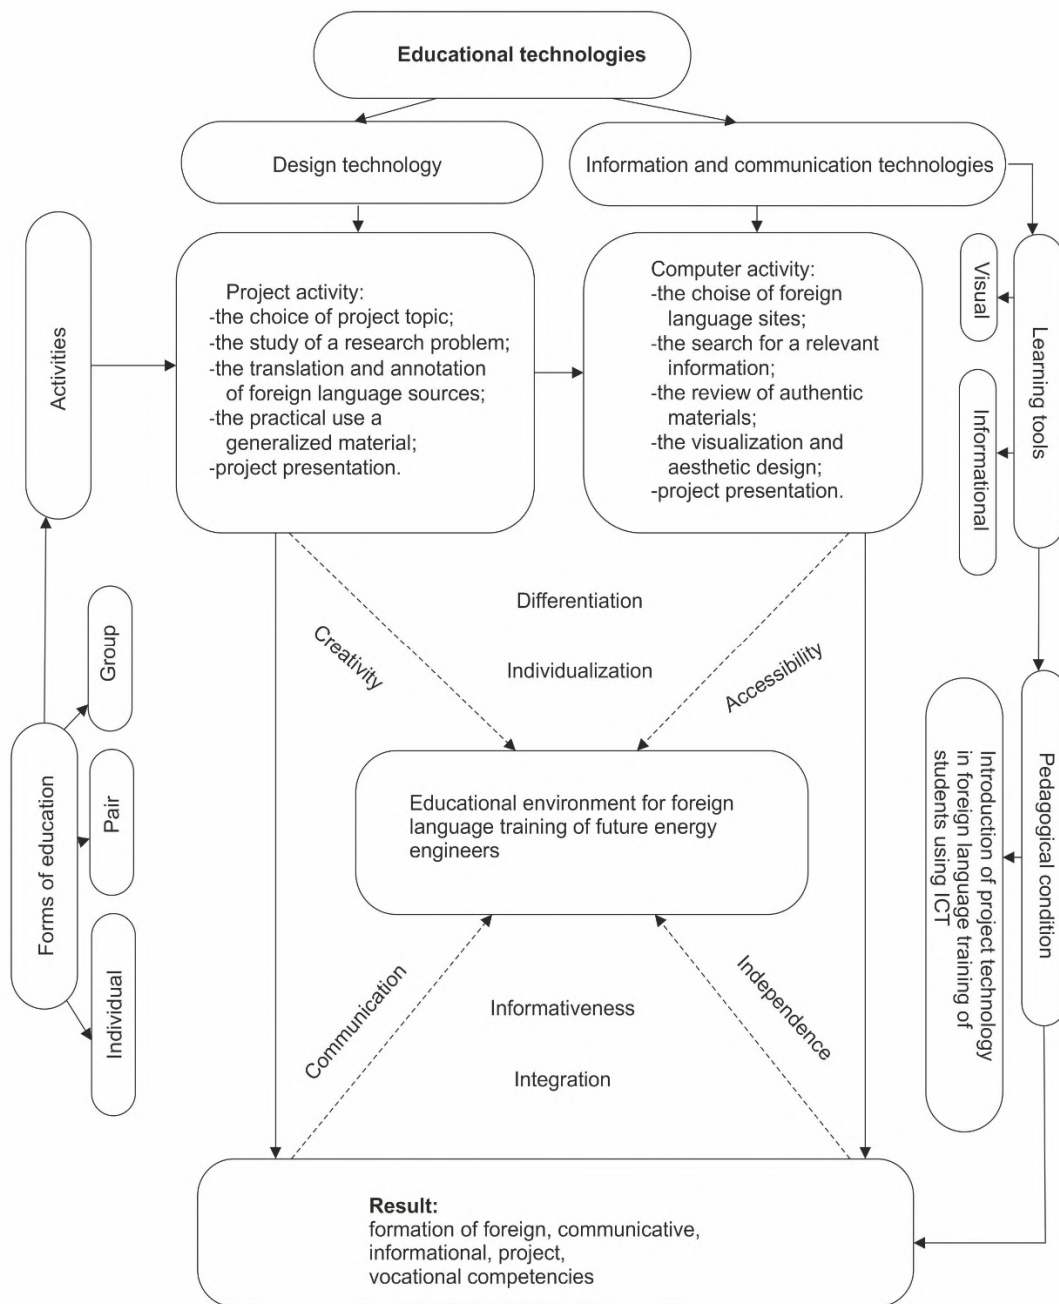 Educational technologies
Design technology
Information and communication technologies
Activities
Project activity:
-the choice of project topic;
-the study of a research problem;
-the translation and annotation
of foreign language sources;
-the practical use a
generalized material;
-project presentation.
Computer activity:
-the choise of foreign
language sites;
-the search for a relevant
information;
-the review of authentic
materials;
-the visualization and
aesthetic design;
-project presentation.
Visual
Informational
Learning tools
Creativity
Differentiation
Individualization
Accessibility
Forms of education
Group
Pair
Individual
Educational environment for foreign
language training of future energy
engineers
Introduction of project technology
in foreign language training of
students using ICT
Pedagogical condition
Communication
Informativeness
Integration
Independence
Result:
formation of foreign, communicative,
informational, project,
vocational competencies